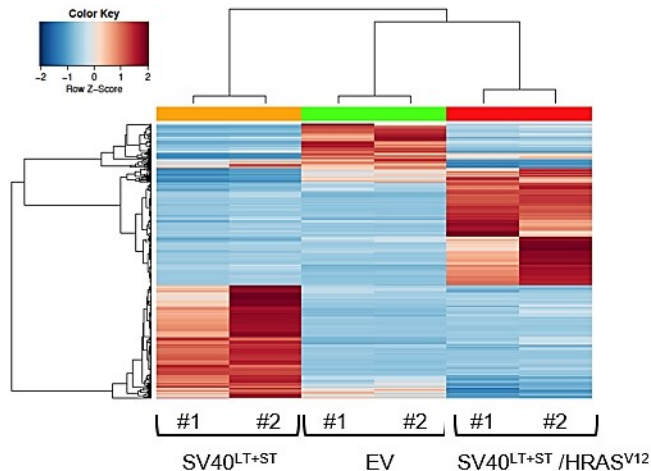 Color Key
-2 -1 0 1 2
Row Z-Score
#1 #2 #1 #2 #1 #2
SV40LT+ST EV SV40LT+ST /HRASV12